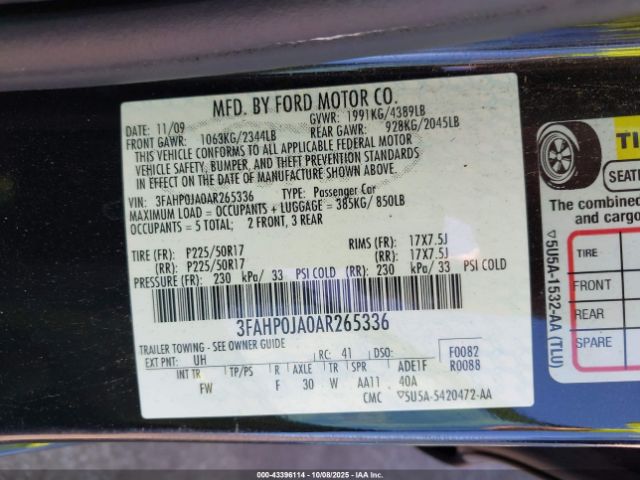 MFD. BY FORD MOTOR CO.
DATE: 11/09 GVWR: 1991KG/4389LB
FRONT GAWR: 1063KG/2344LB REAR GAWR: 928KG/2045LB
THIS VEHICLE CONFORMS TO ALL APPLICABLE FEDERAL MOTOR
VEHICLE SAFETY, BUMPER, AND THEFT PREVENTION STANDARDS
IN EFFECT ON THE DATE OF MANUFACTURE SHOWN ABOVE.
VIN: 3FAHP0JA0AR265336 TYPE: Passenger Car
MAXIMUM LOAD = OCCUPANTS + LUGGAGE = 385KG/ 850LB
OCCUPANTS = 5 TOTAL; 2 FRONT, 3 REAR
TIRE (FR): P225/50R17 RIMS (FR): 17X7.5J
(RR): P225/50R17 (RR): 17X7.5J
PRESSURE (FR): 230 kPa/ 33 PSI COLD (RR): 230 kPa/ 33 PSI COLD
3FAHP0JA0AR265336
TRAILER TOWING - SEE OWNER GUIDE
EXT PNT: UH RC: 41 DSO: F0082
R0088
INT TR TP/PS R AXLE TR SPR ADE1F
FW F 30 W AA11 40A
CMC ▽5U5A-5420472-AA
TI
SEATI
The combined
and cargo
TIRE
FRONT
REAR
SPARE
▽5U5A-1532-AA (TLU)
000-43396114 - 10/08/2025 - IAAI.COM